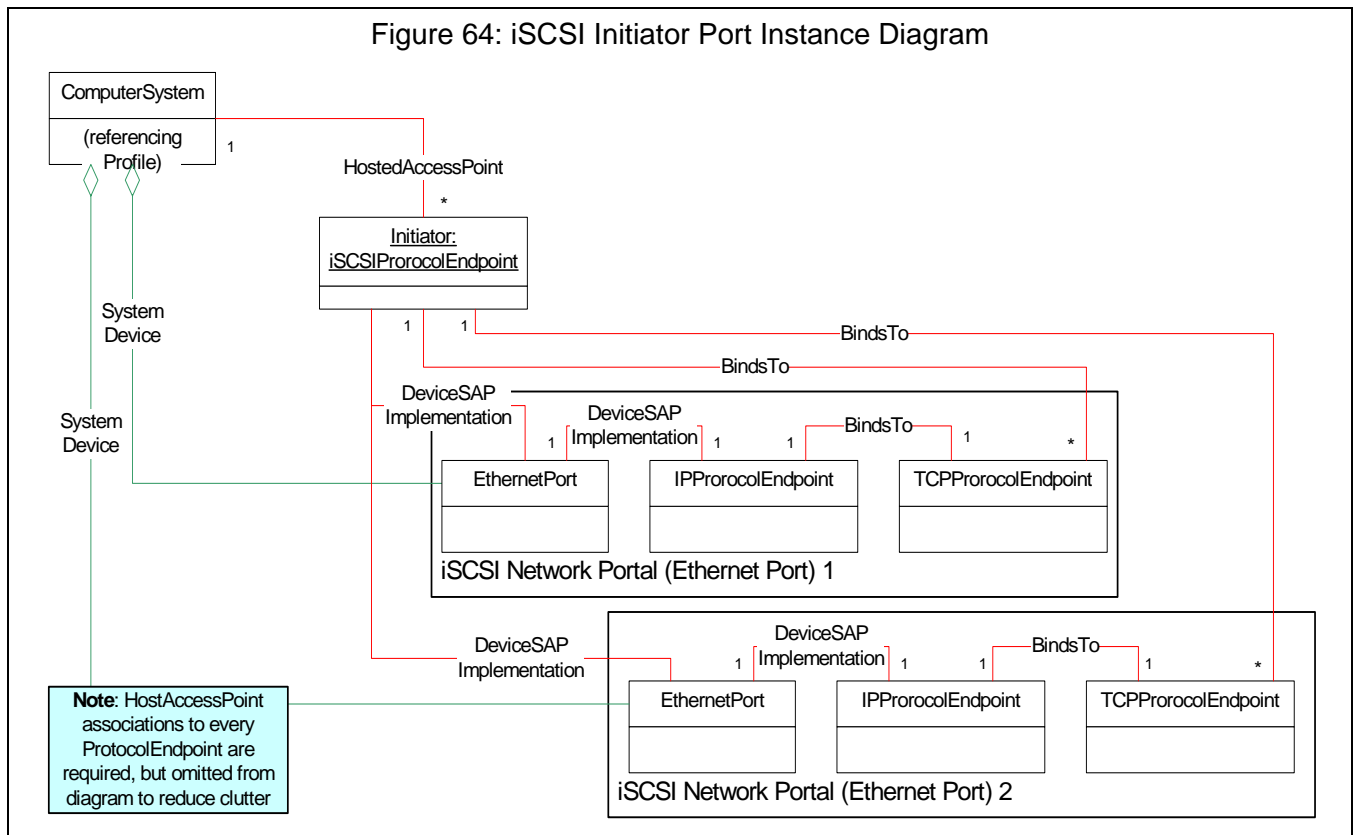 Figure 64: iSCSI Initiator Port Instance Diagram
ComputerSystem
(referencing
Profile)
1
HostedAccessPoint
*
Initiator:
iSCSIProrocolEndpoint
System
Device
1
1
BindsTo
BindsTo
DeviceSAP
Implementation
DeviceSAP
Implementation
System
Device
1
1
1
BindsTo
1
*
EthernetPort
IPProrocolEndpoint
TCPProrocolEndpoint
iSCSI Network Portal (Ethernet Port) 1
DeviceSAP
Implementation
1
DeviceSAP
Implementation
1
1
BindsTo
1
*
EthernetPort
IPProrocolEndpoint
TCPProrocolEndpoint
iSCSI Network Portal (Ethernet Port) 2
Note: HostAccessPoint
associations to every
ProtocolEndpoint are
required, but omitted from
diagram to reduce clutter